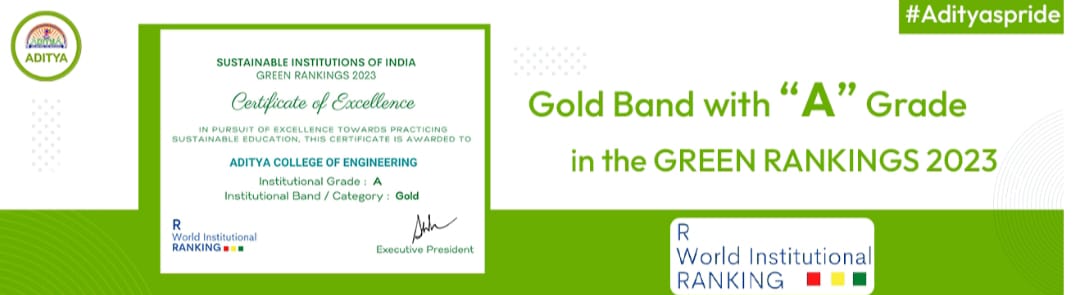 #Adityaspride
ADITYA
ADITYA
SUSTAINABLE INSTITUTIONS OF INDIA
GREEN RANKINGS 2023
Certificate of Excellence
IN PURSUIT OF EXCELLENCE TOWARDS PRACTICING
SUSTAINABLE EDUCATION, THIS CERTIFICATE IS AWARDED TO
ADITYA COLLEGE OF ENGINEERING
Institutional Grade : A
Institutional Band / Category : Gold
R
World Institutional
RANKING
Executive President
Gold Band with “A” Grade
in the GREEN RANKINGS 2023
R
World Institutional
RANKING